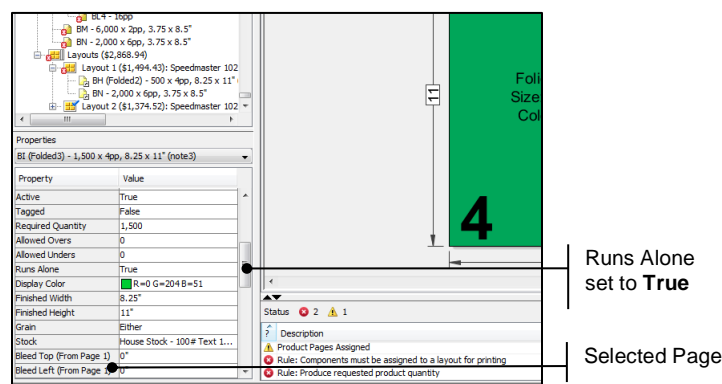 BL4 - 16pp
BM - 6,000 x 2pp, 3.75 x 8.5"
BN - 2,000 x 6pp, 3.75 x 8.5"
Layouts ($2,868.94)
Layout 1 ($1,494.43): Speedmaster 102
BH (Folded2) - 500 x 4pp, 8.25 x 11"
BN - 2,000 x 6pp, 3.75 x 8.5"
Layout 2 ($1,374.52): Speedmaster 102
Properties
BI (Folded3) - 1,500 x 4pp, 8.25 x 11" (note3)
Property Value
Active True
Tagged False
Required Quantity 1,500
Allowed Overs 0
Allowed Unders 0
Runs Alone True
Display Color R=0 G=204 B=51
Finished Width 8.25"
Finished Height 11"
Grain Either
Stock House Stock - 100# Text 1...
Bleed Top (From Page 1) 0"
Bleed Left (From Page 1) 0"
11
Foli
Size:
Col
4
Status 2 1
? Description
Product Pages Assigned
Rule: Components must be assigned to a layout for printing
Rule: Produce requested product quantity
Runs Alone
set to True
Selected Page